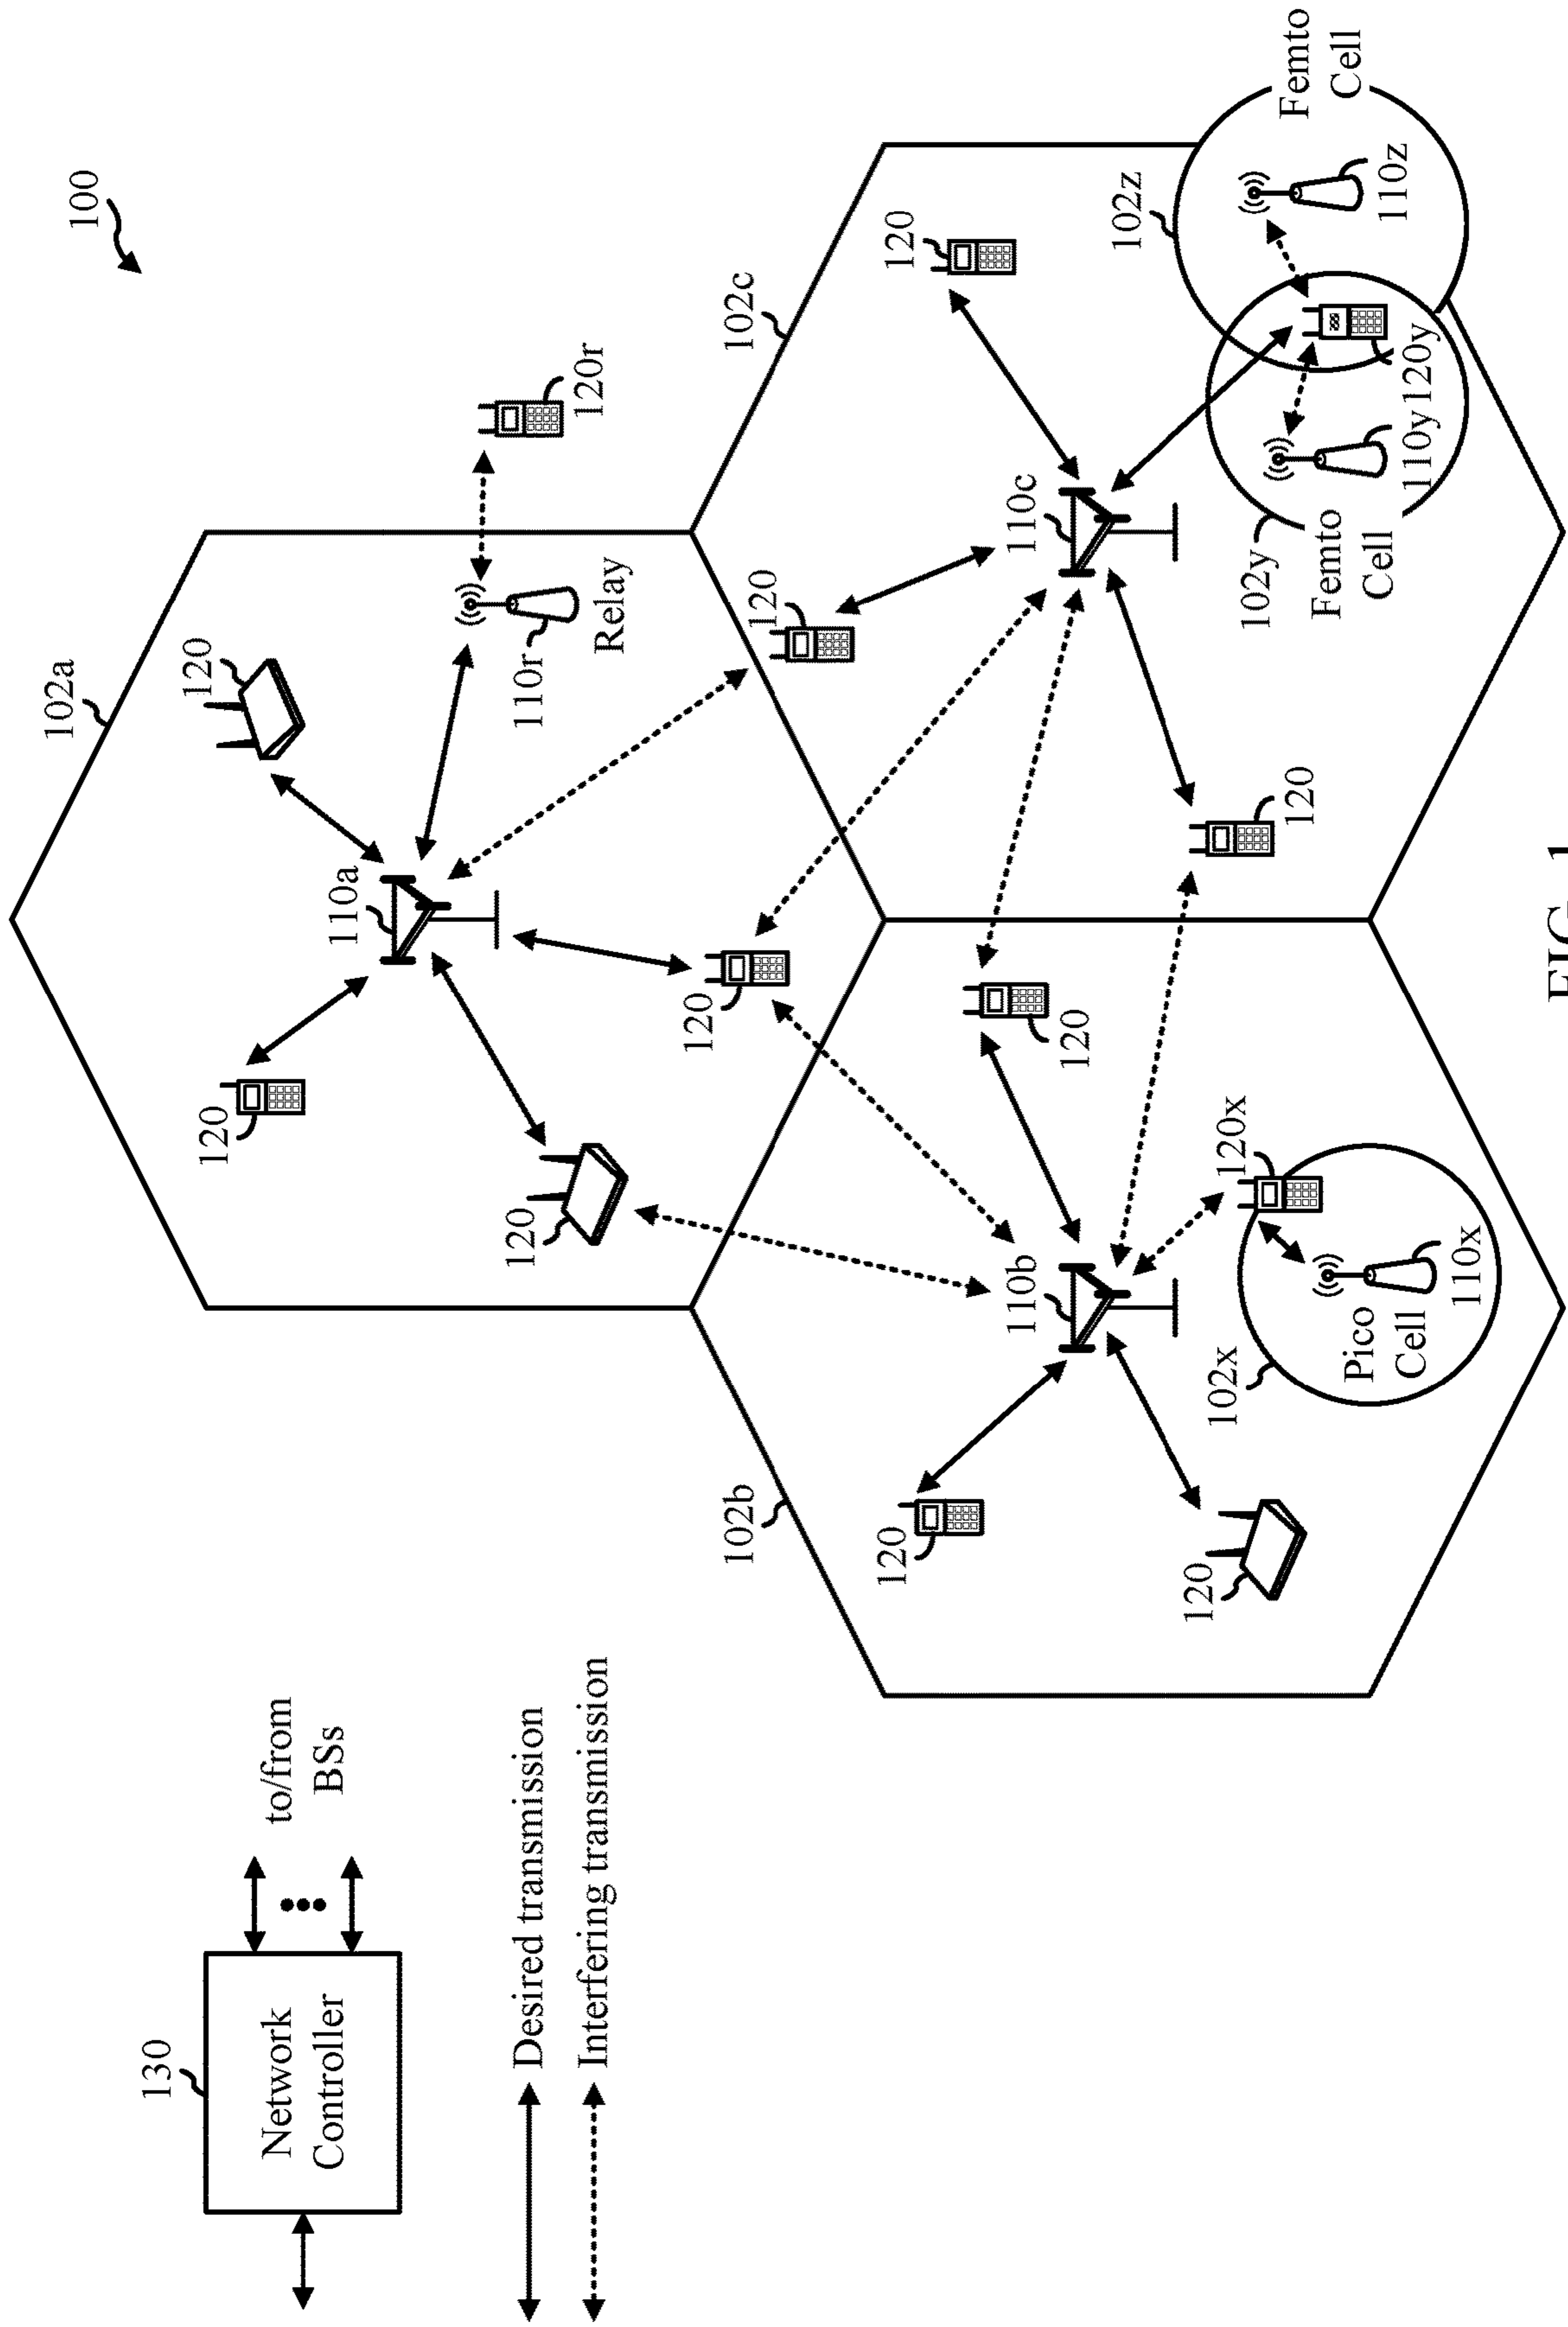 100
130
Network
Controller
to/from
BSs
Desired transmission
Interfering transmission
102a
120
110a
120
120
120
110r
Relay
120r
102b
120
110b
120
120
102x
Pico
Cell
110x
120x
102c
120
120
110c
120
102y
Femto
Cell
110y
120y
102z
110z
Femto
Cell
FIG. 1